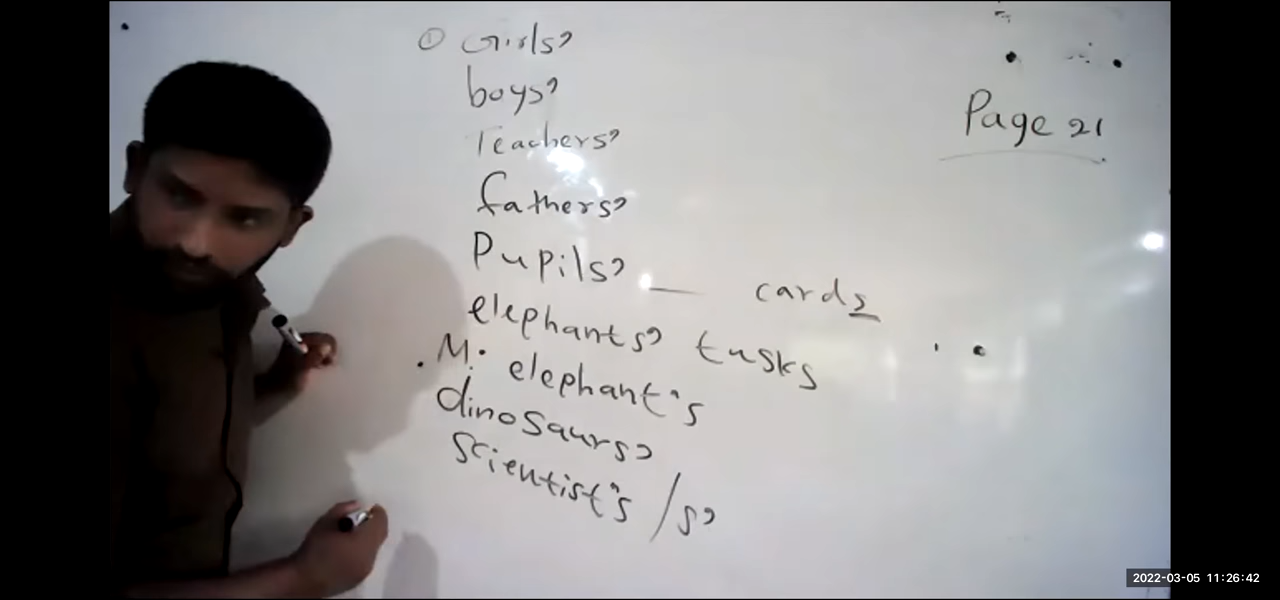 ① Girls'
boys'
Teachers'
fathers'
Pupils' __ cards
elephants' tusks
M. elephant's
dinosaurs'
scientist's / s'
Page 21
2022-03-05 11:26:42